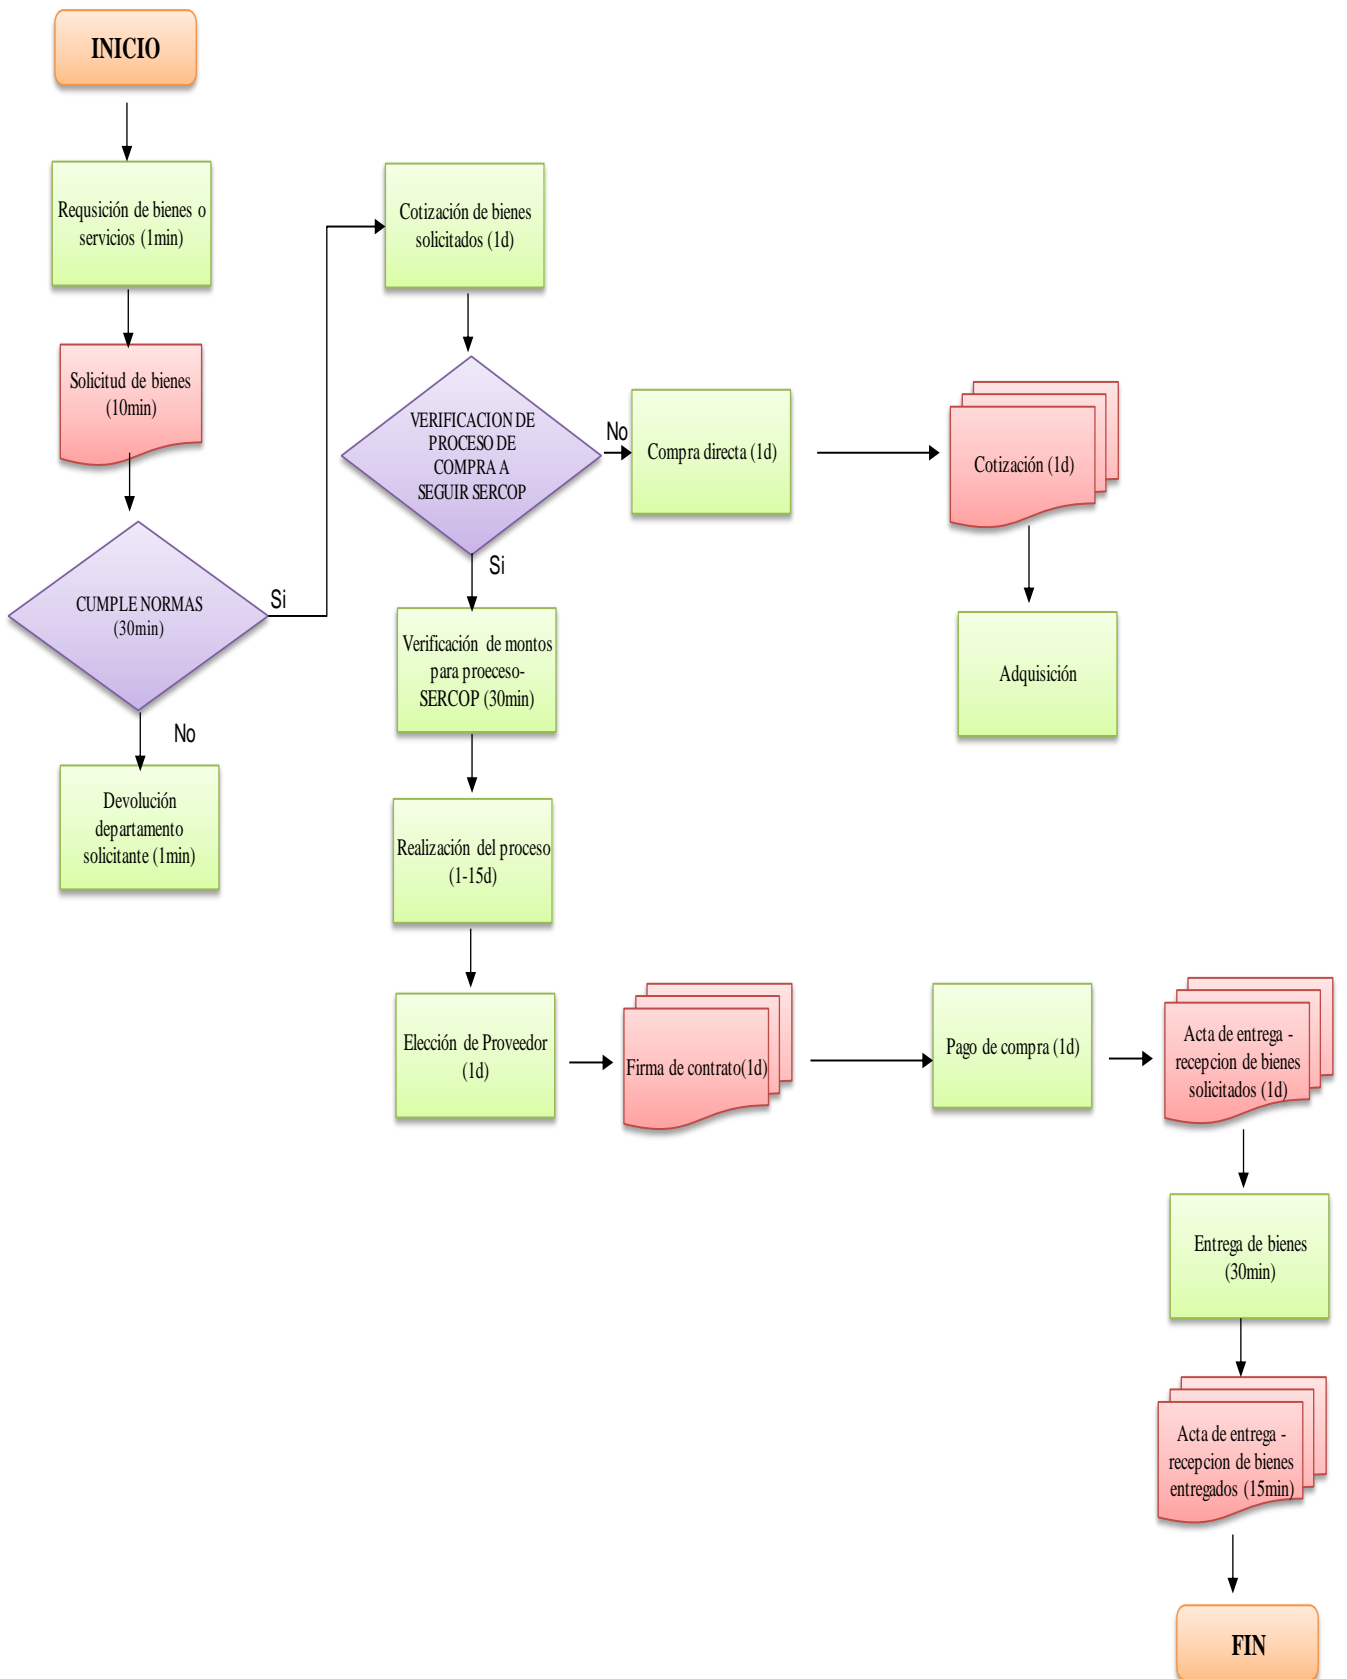 INICIO
Requsición de bienes o
servicios (1min)
Solicitud de bienes
(10min)
CUMPLE NORMAS
(30min)
Si
No
Devolución
departamento
solicitante (1min)
Cotización de bienes
solicitados (1d)
VERIFICACION DE
PROCESO DE
COMPRA A
SEGUIR SERCOP
No
Compra directa (1d)
Cotización (1d)
Adquisición
Si
Verificación de montos
para proeceso-
SERCOP (30min)
Realización del proceso
(1-15d)
Elección de Proveedor
(1d)
Firma de contrato(1d)
Pago de compra (1d)
Acta de entrega -
recepcion de bienes
solicitados (1d)
Entrega de bienes
(30min)
Acta de entrega -
recepcion de bienes
entregados (15min)
FIN